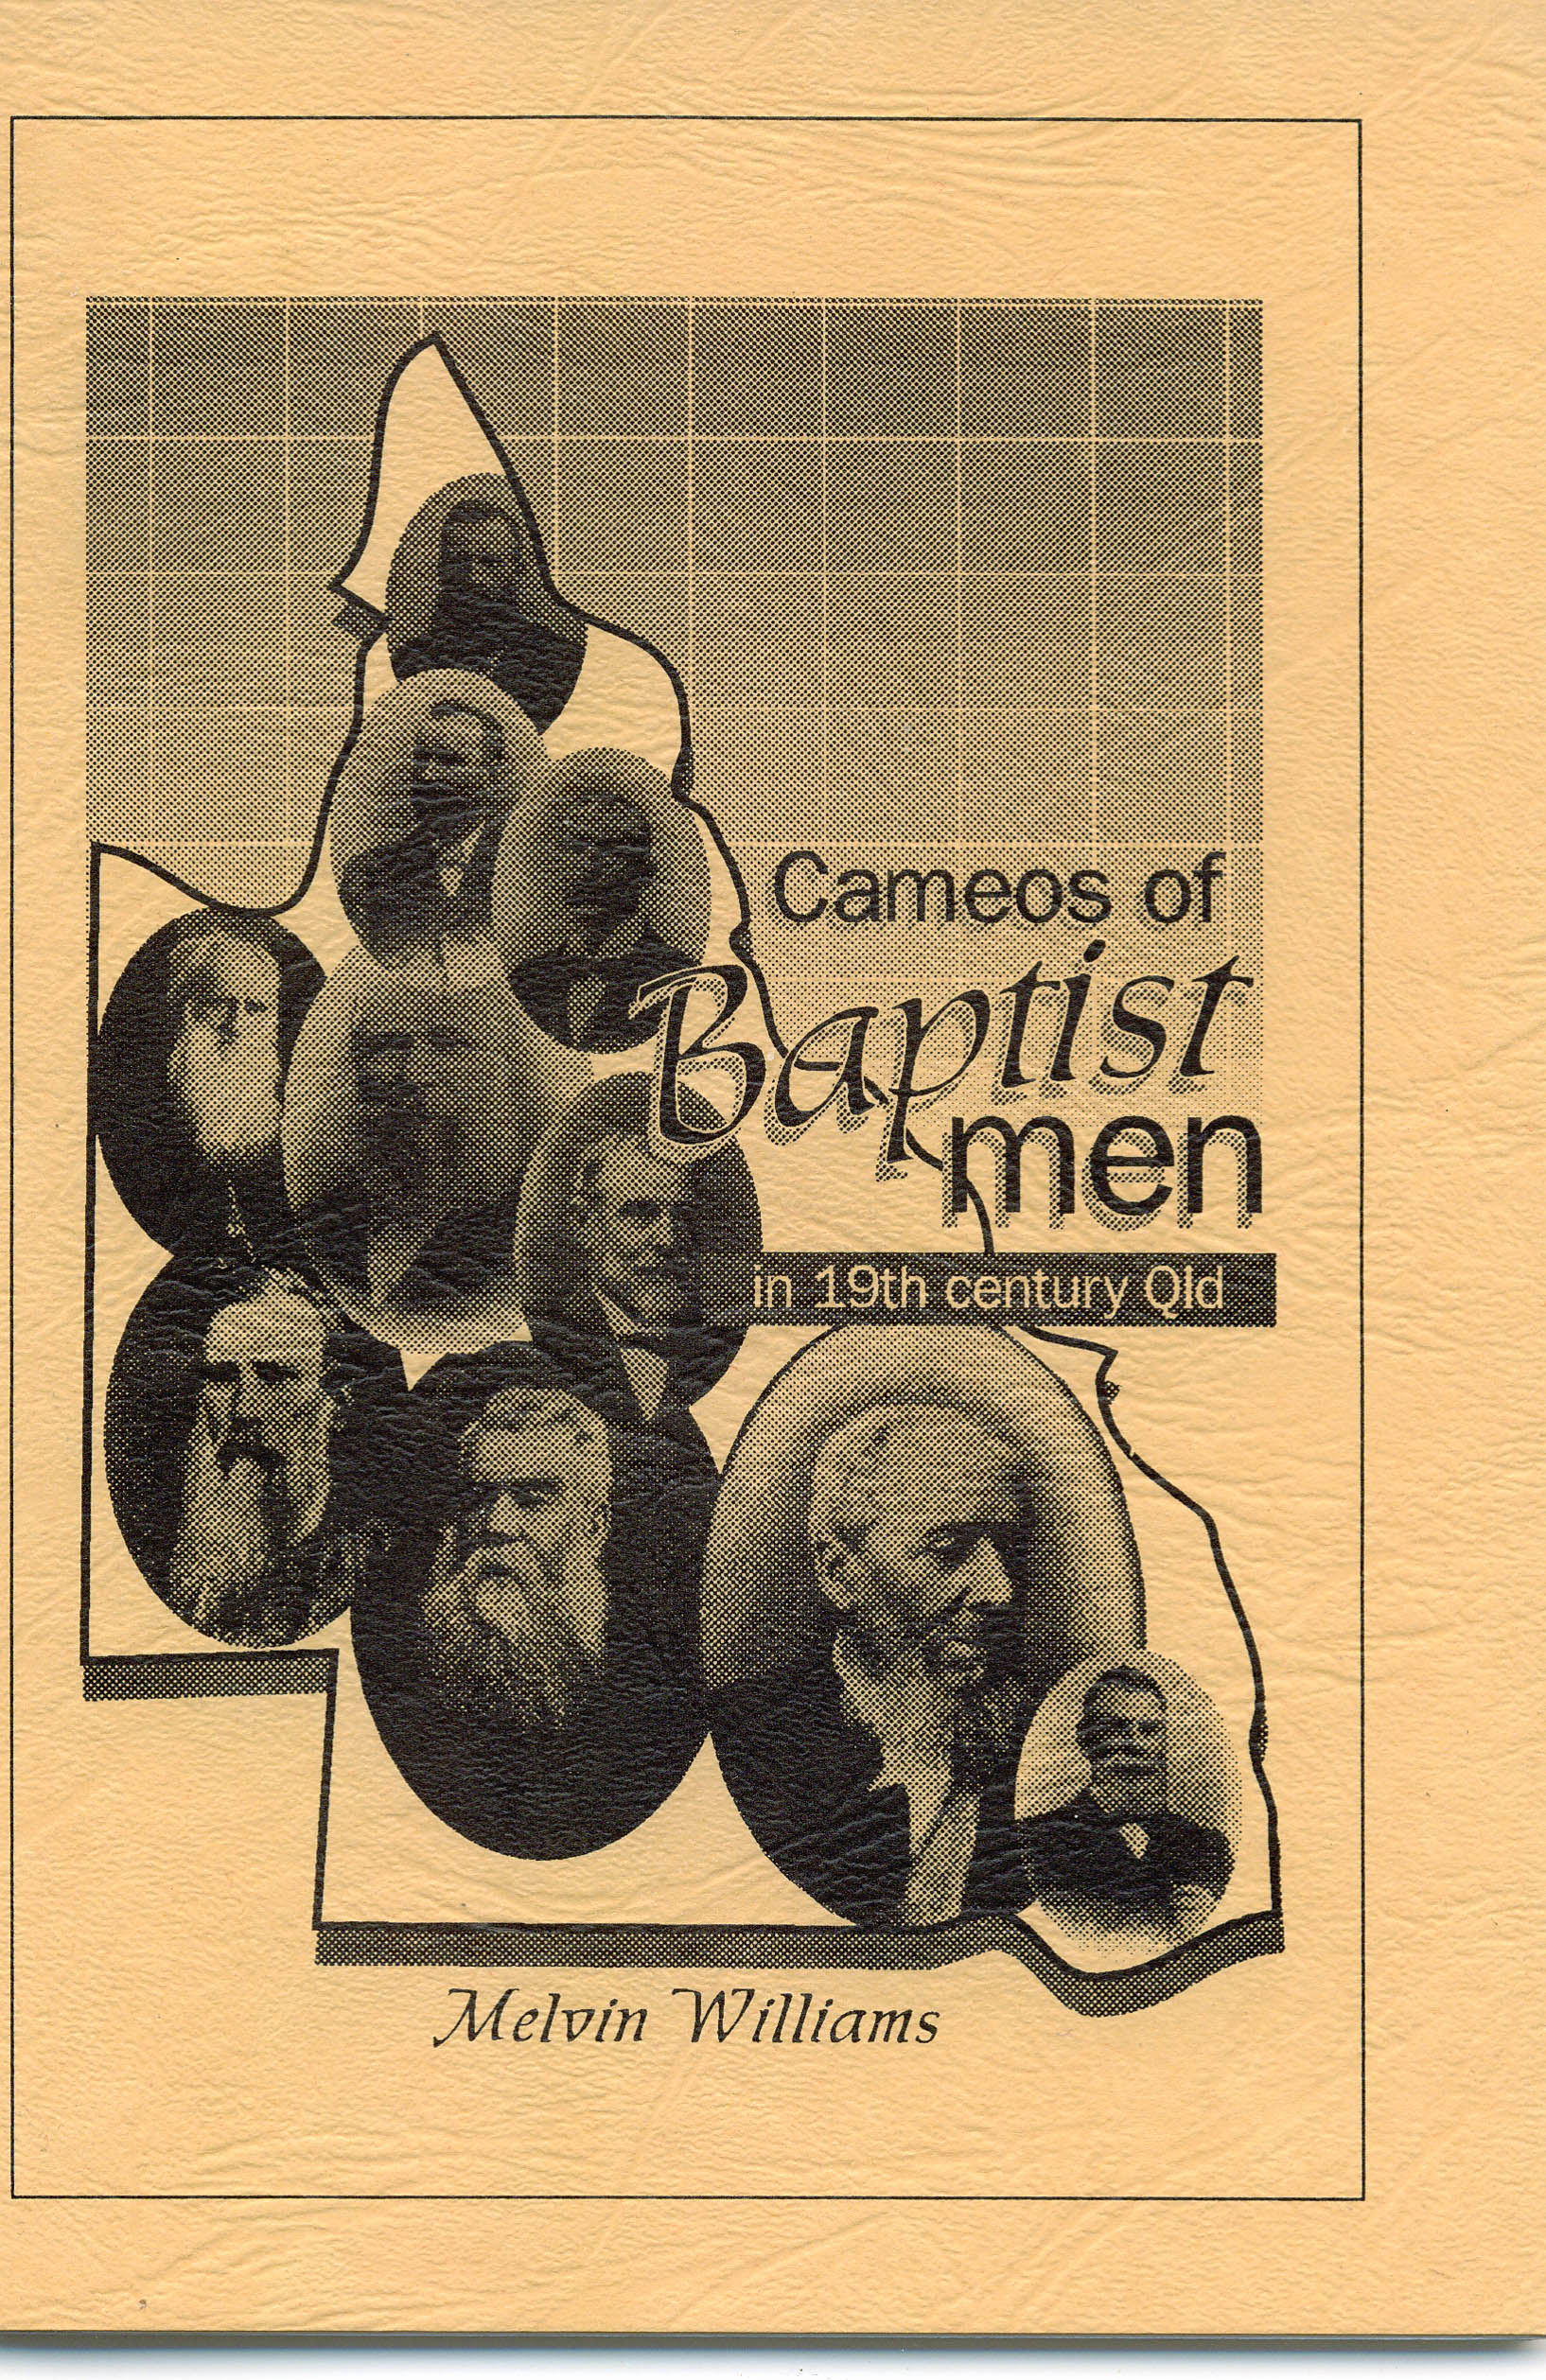 Cameos of
Baptist
men
in 19th century Qld
Melvin Williams